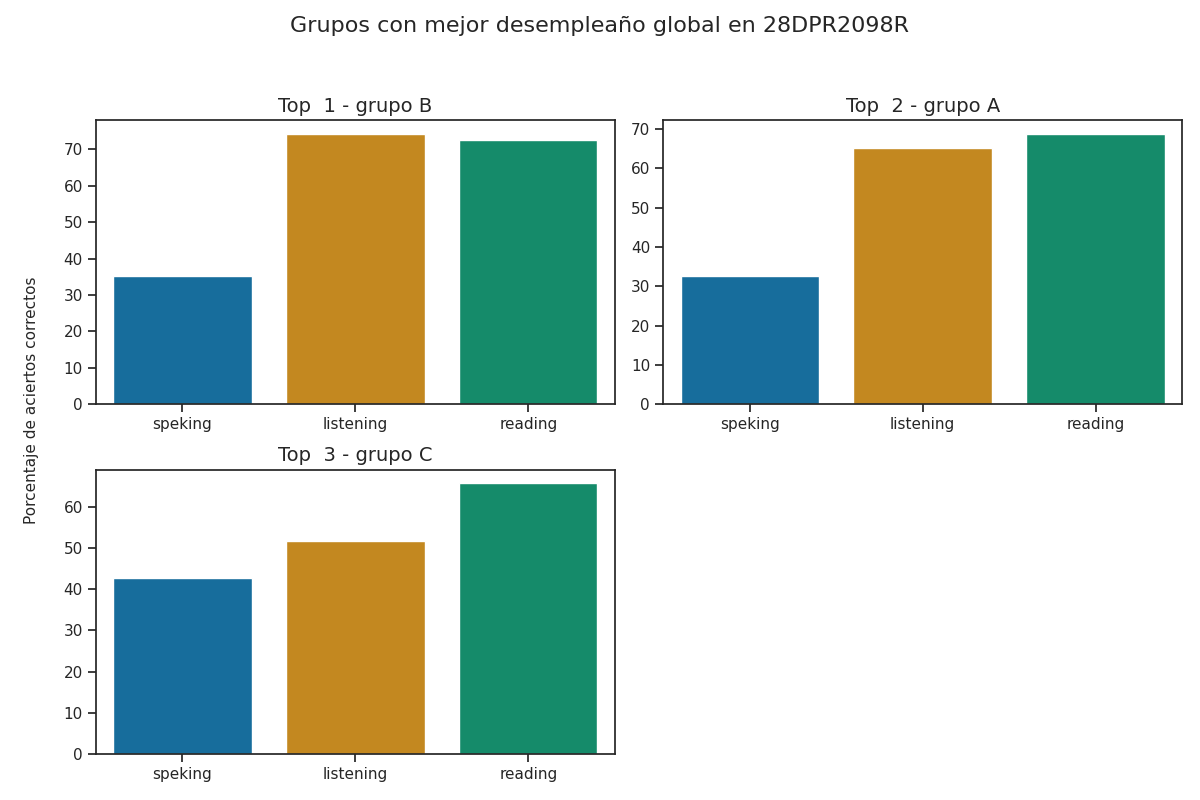 Grupos con mejor desempleaño global en 28DPR2098R
Porcentaje de aciertos correctos
Top  1 - grupo B
70
60
50
40
30
20
10
0
speking listening reading
Top  2 - grupo A
70
60
50
40
30
20
10
0
speking listening reading
Top  3 - grupo C
60
50
40
30
20
10
0
speking listening reading